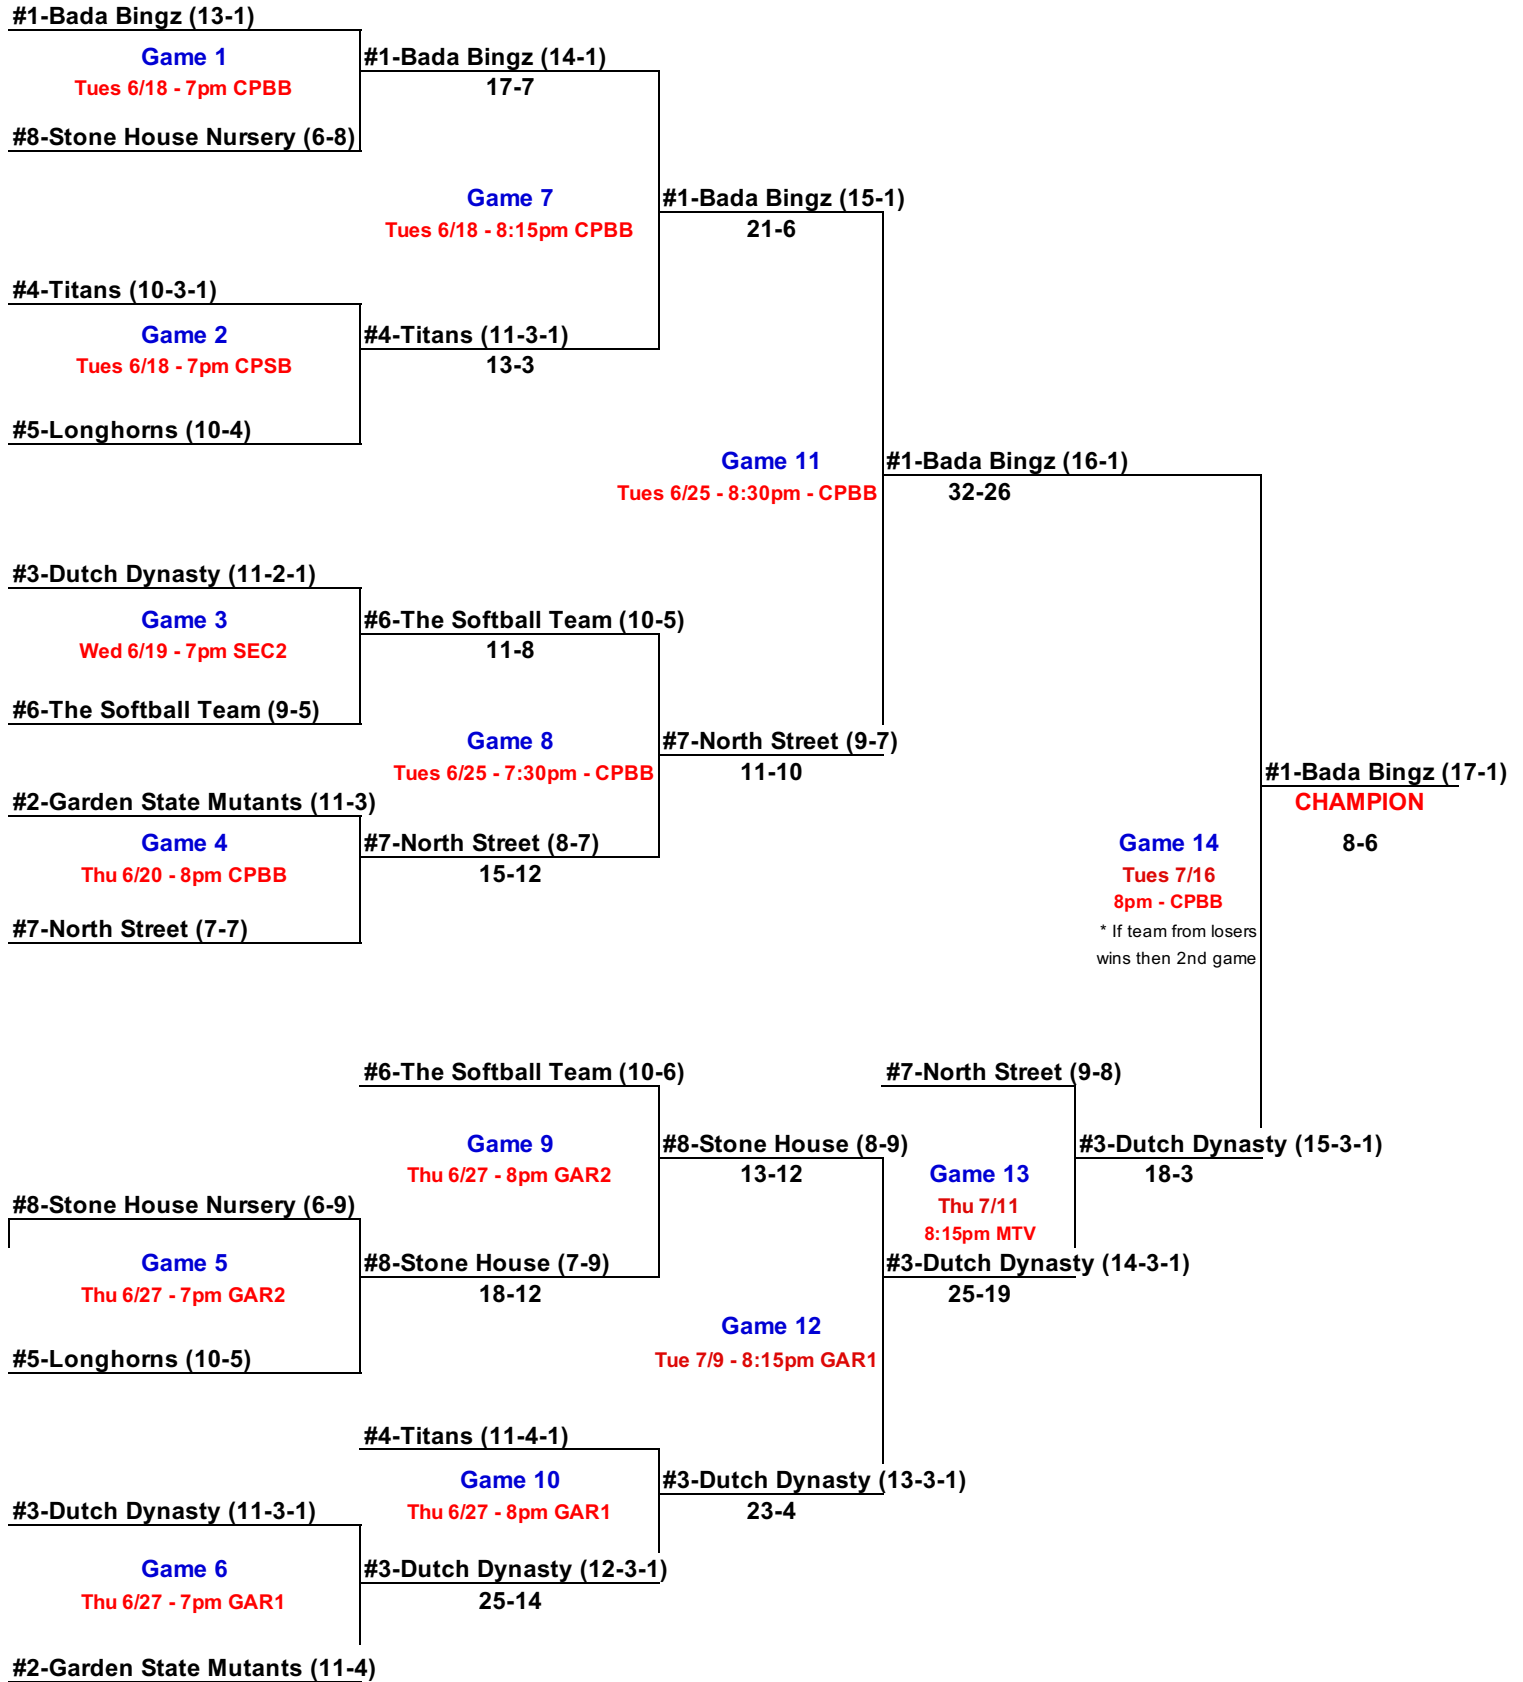 #1-Bada Bingz (13-1)
Game 1
Tues 6/18 - 7pm CPBB
#8-Stone House Nursery (6-8)
#1-Bada Bingz (14-1)
17-7
Game 7
Tues 6/18 - 8:15pm CPBB
#1-Bada Bingz (15-1)
21-6
#4-Titans (10-3-1)
Game 2
Tues 6/18 - 7pm CPSB
#5-Longhorns (10-4)
#4-Titans (11-3-1)
13-3
Game 11
Tues 6/25 - 8:30pm - CPBB
#1-Bada Bingz (16-1)
32-26
#3-Dutch Dynasty (11-2-1)
Game 3
Wed 6/19 - 7pm SEC2
#6-The Softball Team (9-5)
#6-The Softball Team (10-5)
11-8
Game 8
Tues 6/25 - 7:30pm - CPBB
#7-North Street (9-7)
11-10
#2-Garden State Mutants (11-3)
Game 4
Thu 6/20 - 8pm CPBB
#7-North Street (7-7)
#7-North Street (8-7)
15-12
#1-Bada Bingz (17-1)
CHAMPION
8-6
Game 14
Tues 7/16
8pm - CPBB
* If team from losers
wins then 2nd game
#6-The Softball Team (10-6)
Game 9
Thu 6/27 - 8pm GAR2
#8-Stone House (8-9)
13-12
#7-North Street (9-8)
Game 13
Thu 7/11
8:15pm MTV
#3-Dutch Dynasty (15-3-1)
18-3
#8-Stone House Nursery (6-9)
Game 5
Thu 6/27 - 7pm GAR2
#5-Longhorns (10-5)
#8-Stone House (7-9)
18-12
#3-Dutch Dynasty (14-3-1)
25-19
Game 12
Tue 7/9 - 8:15pm GAR1
#4-Titans (11-4-1)
Game 10
Thu 6/27 - 8pm GAR1
#3-Dutch Dynasty (13-3-1)
23-4
#3-Dutch Dynasty (11-3-1)
Game 6
Thu 6/27 - 7pm GAR1
#2-Garden State Mutants (11-4)
#3-Dutch Dynasty (12-3-1)
25-14